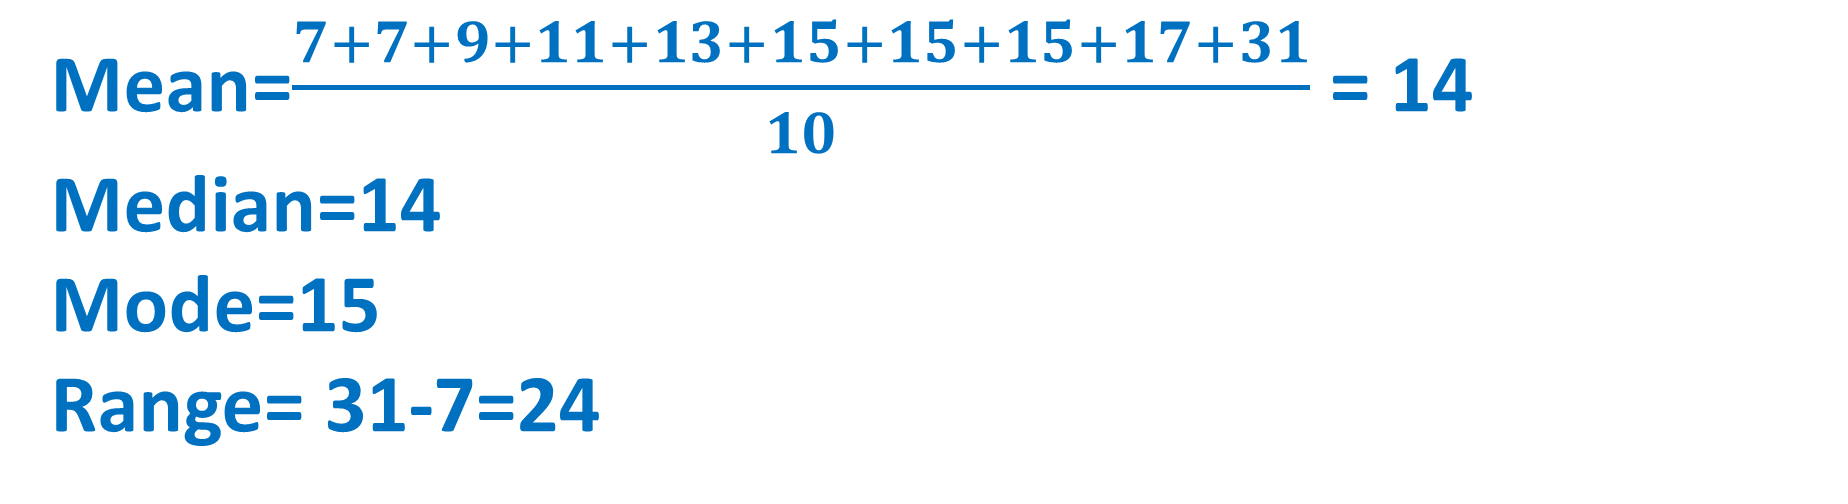 Mean=7+7+9+11+13+15+15+15+17+31/10 = 14
Median=14
Mode=15
Range= 31-7=24